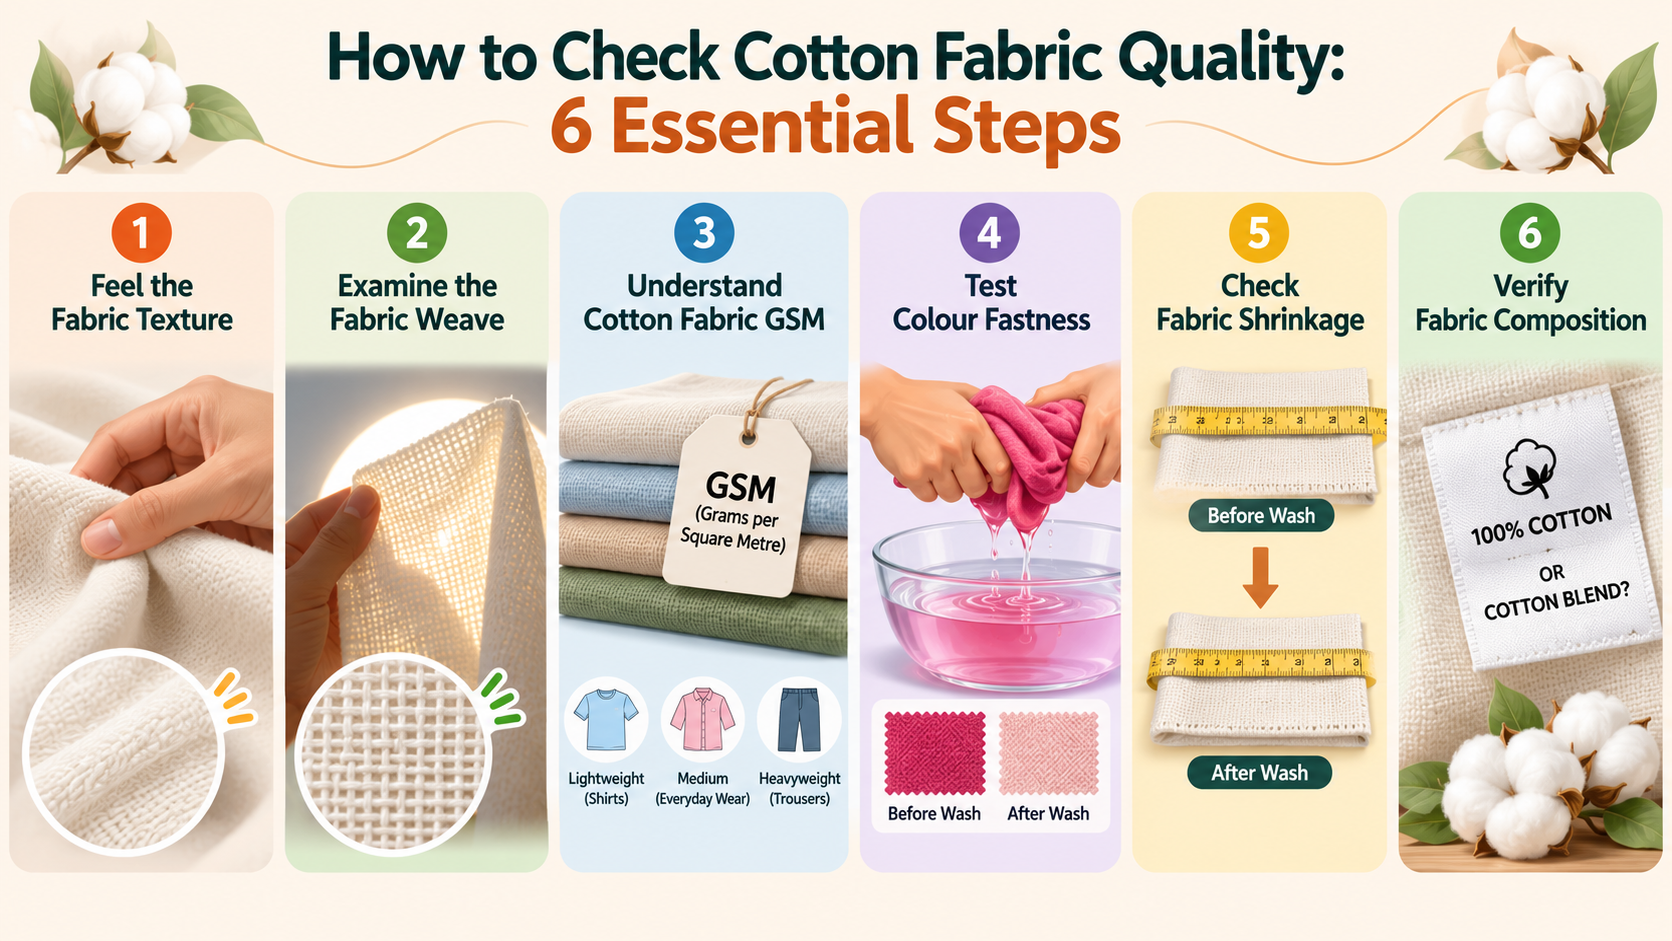 How to Check Cotton Fabric Quality:
6 Essential Steps
1
Feel the
Fabric Texture
2
Examine the
Fabric Weave
3
Understand
Cotton Fabric GSM
GSM
(Grams per
Square Metre)
Lightweight
(Shirts)
Medium
(Everyday Wear)
Heavyweight
(Trousers)
4
Test
Colour Fastness
Before Wash
After Wash
5
Check
Fabric Shrinkage
Before Wash
After Wash
6
Verify
Fabric Composition
100% COTTON
OR
COTTON BLEND?